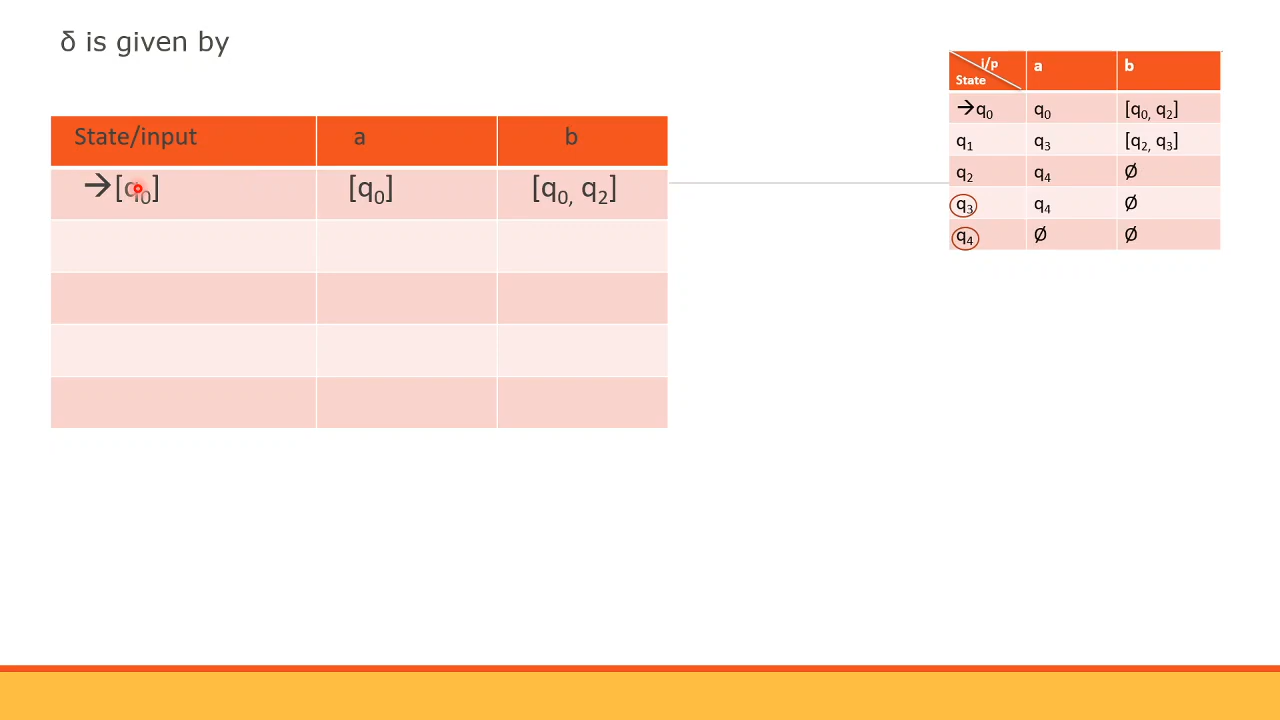 δ is given by
State/input a b
→[q0] [q0] [q0, q2]
i/p
State a b
→q0 q0 [q0, q2]
q1 q3 [q2, q3]
q2 q4 Ø
q3 q4 Ø
q4 Ø Ø